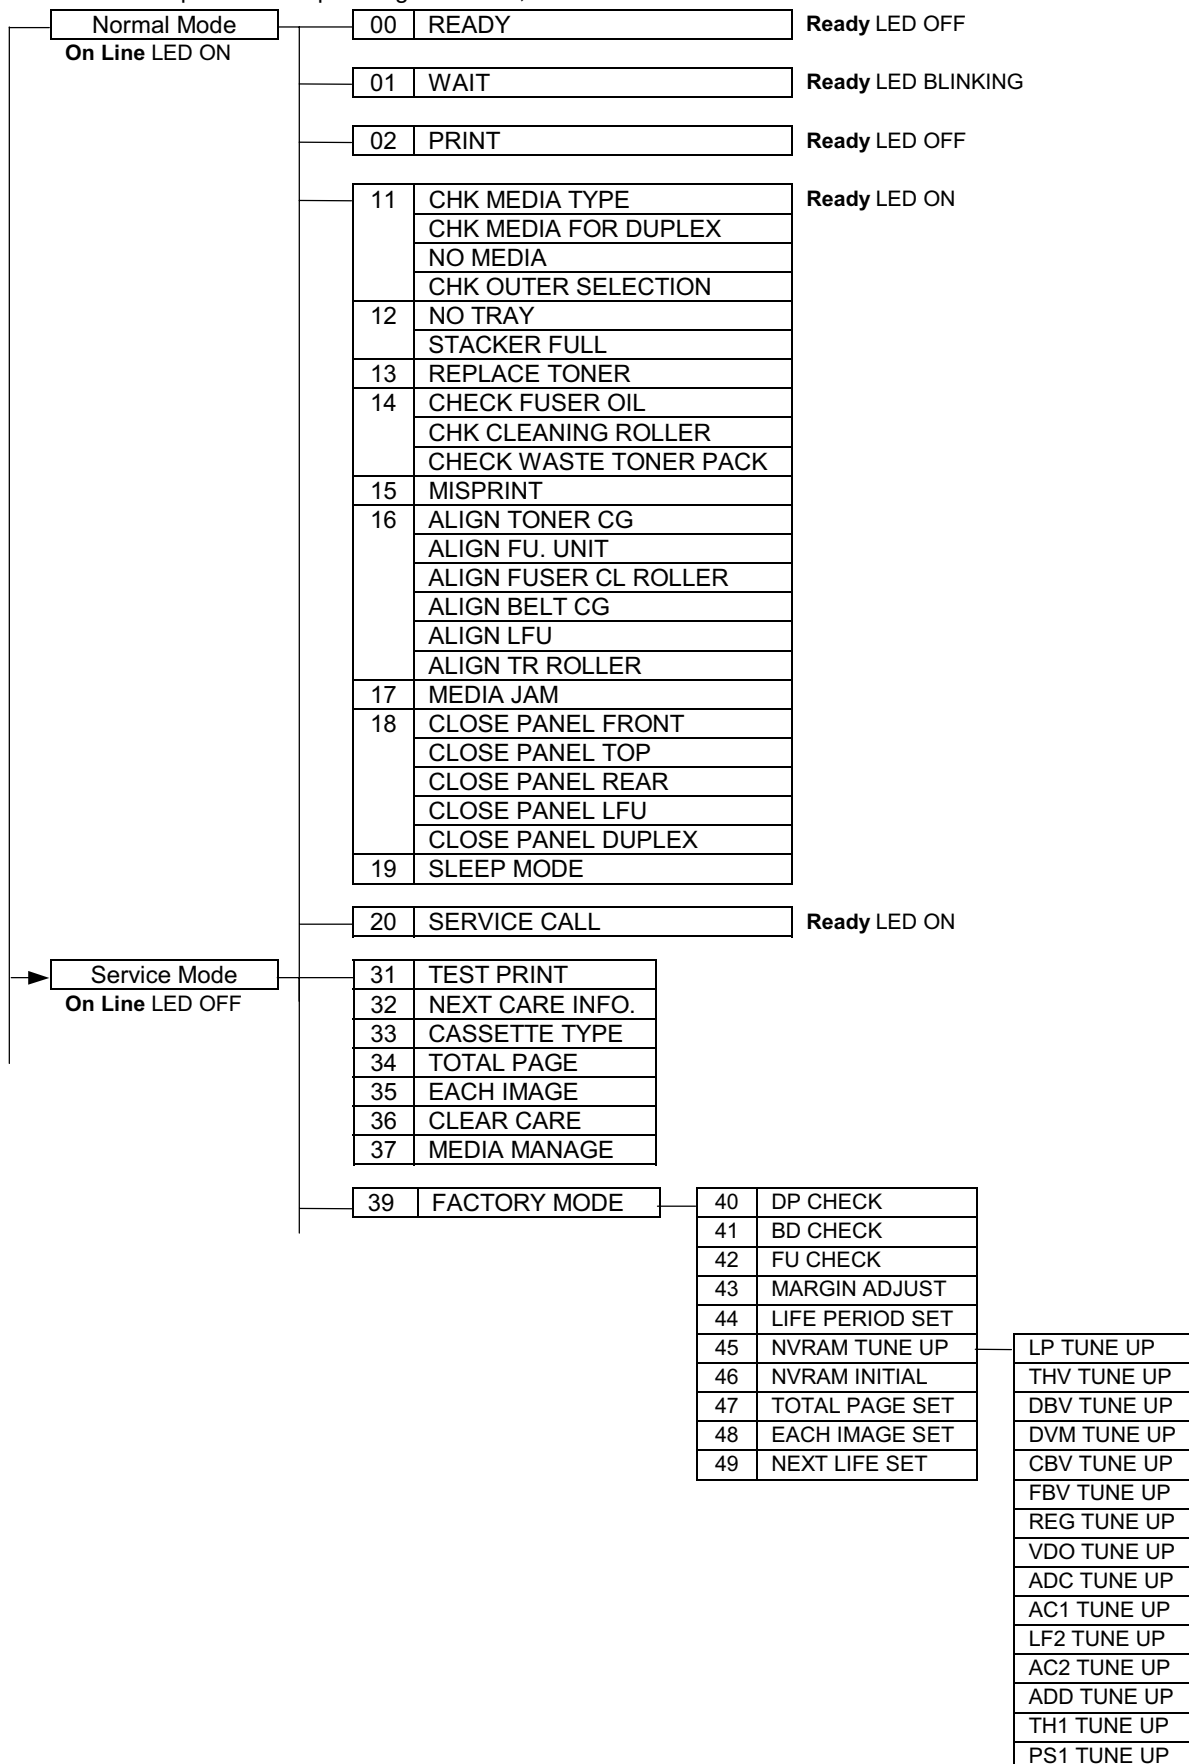 Normal Mode
On Line LED ON
00 READY Ready LED OFF
01 WAIT Ready LED BLINKING
02 PRINT Ready LED OFF
11 CHK MEDIA TYPE Ready LED ON
CHK MEDIA FOR DUPLEX
NO MEDIA
CHK OUTER SELECTION
12 NO TRAY
STACKER FULL
13 REPLACE TONER
14 CHECK FUSER OIL
CHK CLEANING ROLLER
CHECK WASTE TONER PACK
15 MISPRINT
16 ALIGN TONER CG
ALIGN FU. UNIT
ALIGN FUSER CL ROLLER
ALIGN BELT CG
ALIGN LFU
ALIGN TR ROLLER
17 MEDIA JAM
18 CLOSE PANEL FRONT
CLOSE PANEL TOP
CLOSE PANEL REAR
CLOSE PANEL LFU
CLOSE PANEL DUPLEX
19 SLEEP MODE
20 SERVICE CALL Ready LED ON
Service Mode
On Line LED OFF
31 TEST PRINT
32 NEXT CARE INFO.
33 CASSETTE TYPE
34 TOTAL PAGE
35 EACH IMAGE
36 CLEAR CARE
37 MEDIA MANAGE
39 FACTORY MODE
40 DP CHECK
41 BD CHECK
42 FU CHECK
43 MARGIN ADJUST
44 LIFE PERIOD SET
45 NVRAM TUNE UP
46 NVRAM INITIAL
47 TOTAL PAGE SET
48 EACH IMAGE SET
49 NEXT LIFE SET
LP TUNE UP
THV TUNE UP
DBV TUNE UP
DVM TUNE UP
CBV TUNE UP
FBV TUNE UP
REG TUNE UP
VDO TUNE UP
ADC TUNE UP
AC1 TUNE UP
LF2 TUNE UP
AC2 TUNE UP
ADD TUNE UP
TH1 TUNE UP
PS1 TUNE UP